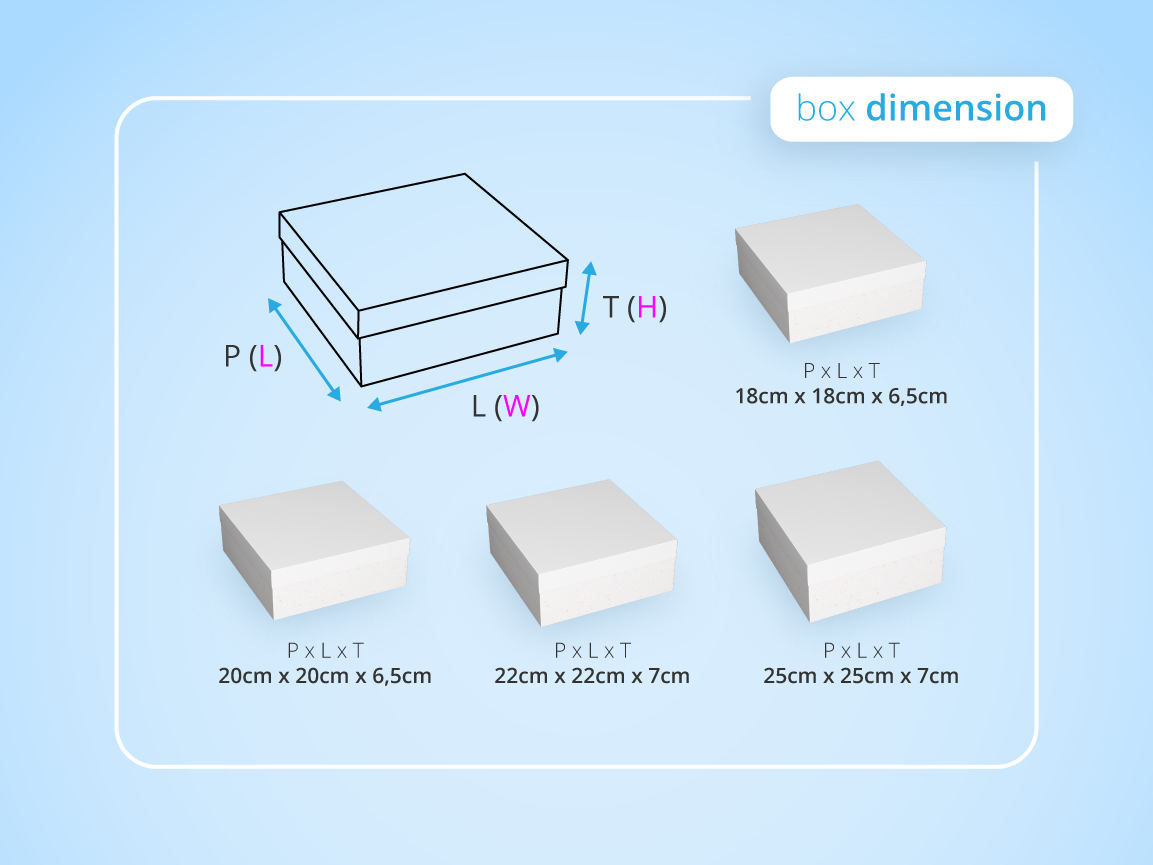 box dimension
T (H)
P (L)
L (W)
P x L x T
18cm x 18cm x 6,5cm
P x L x T
20cm x 20cm x 6,5cm
P x L x T
22cm x 22cm x 7cm
P x L x T
25cm x 25cm x 7cm